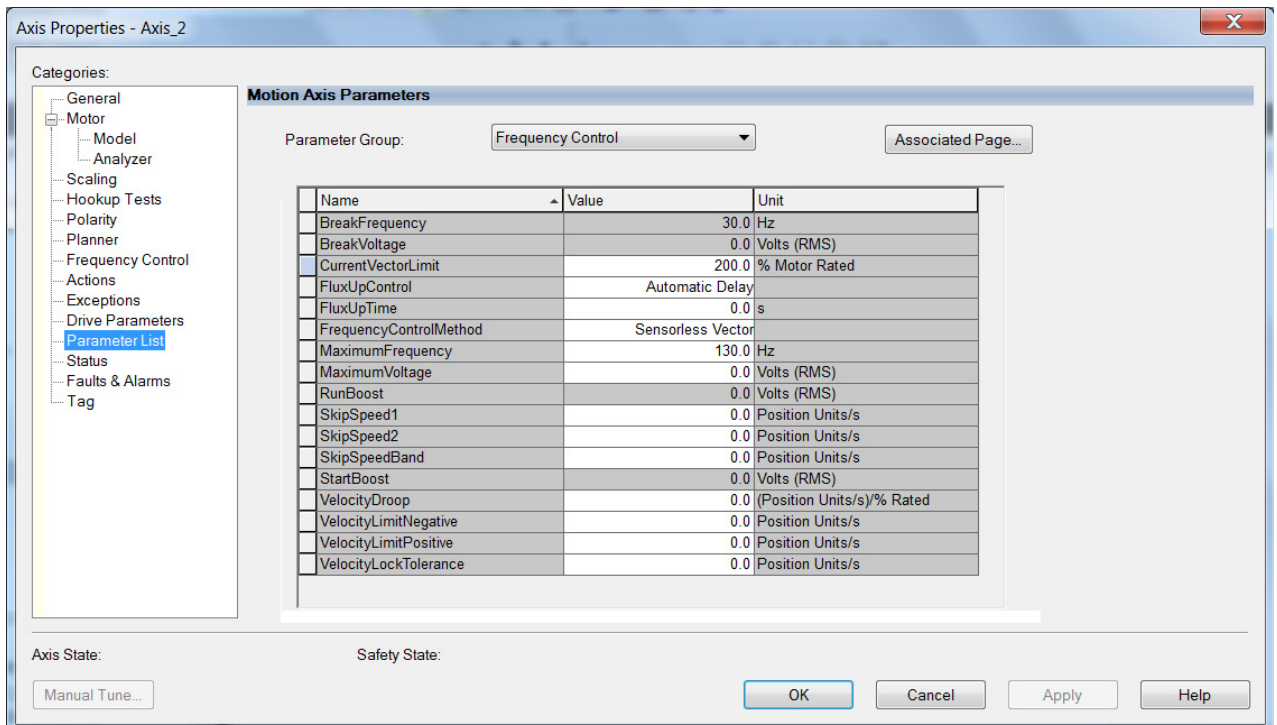 Axis Properties - Axis_2
X
Categories:
General
Motor
Model
Analyzer
Scaling
Hookup Tests
Polarity
Planner
Frequency Control
Actions
Exceptions
Drive Parameters
Parameter List
Status
Faults & Alarms
Tag
Motion Axis Parameters
Parameter Group: Frequency Control Associated Page...
Name Value Unit
BreakFrequency 30.0 Hz
BreakVoltage 0.0 Volts (RMS)
CurrentVectorLimit 200.0 % Motor Rated
FluxUpControl Automatic Delay
FluxUpTime 0.0 s
FrequencyControlMethod Sensorless Vector
MaximumFrequency 130.0 Hz
MaximumVoltage 0.0 Volts (RMS)
RunBoost 0.0 Volts (RMS)
SkipSpeed1 0.0 Position Units/s
SkipSpeed2 0.0 Position Units/s
SkipSpeedBand 0.0 Position Units/s
StartBoost 0.0 Volts (RMS)
VelocityDroop 0.0 (Position Units/s)/% Rated
VelocityLimitNegative 0.0 Position Units/s
VelocityLimitPositive 0.0 Position Units/s
VelocityLockTolerance 0.0 Position Units/s
Axis State: Safety State:
Manual Tune... OK Cancel Apply Help